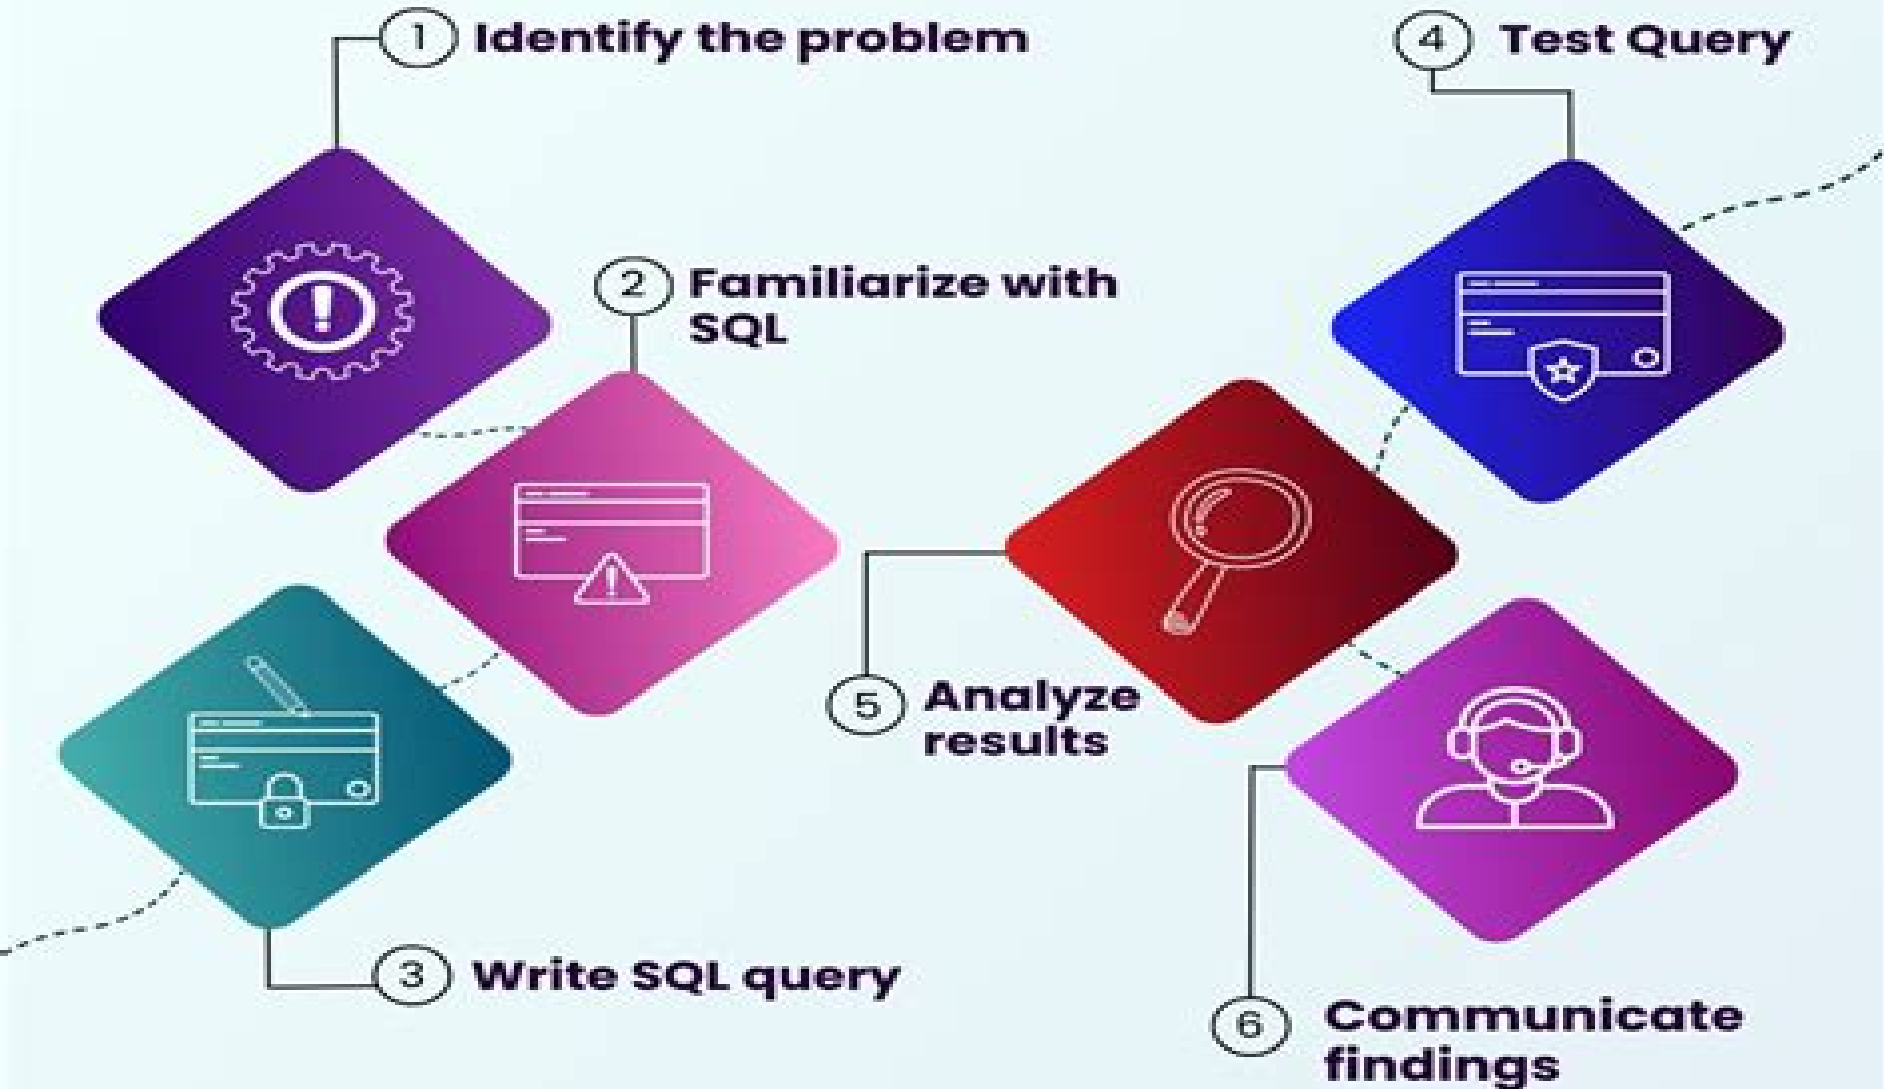 1 Identify the problem
2 Familiarize with
SQL
3 Write SQL query
4 Test Query
5 Analyze
results
6 Communicate
findings